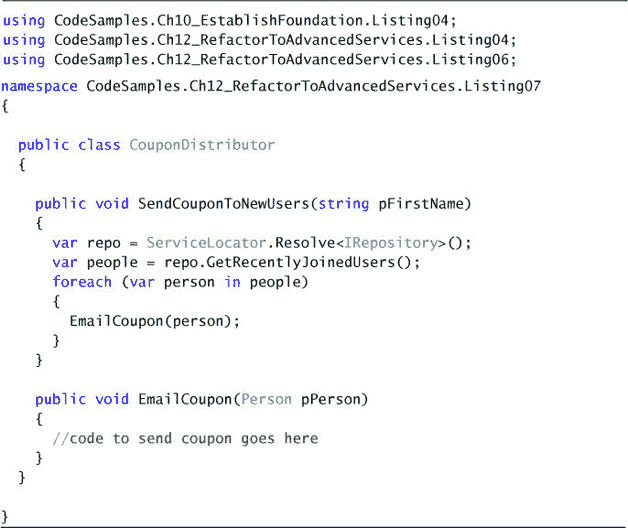 using CodeSamples.Ch10_EstablishFoundation.Listing04;
using CodeSamples.Ch12_RefactorToAdvancedServices.Listing04;
using CodeSamples.Ch12_RefactorToAdvancedServices.Listing06;
namespace CodeSamples.Ch12_RefactorToAdvancedServices.Listing07
{
public class CouponDistributor
{
public void SendCouponToNewUsers(string pFirstName)
{
var repo = ServiceLocator.Resolve<IRepository>();
var people = repo.GetRecentlyJoinedUsers();
foreach (var person in people)
{
EmailCoupon(person);
}
}
public void EmailCoupon(Person pPerson)
{
//code to send coupon goes here
}
}
}